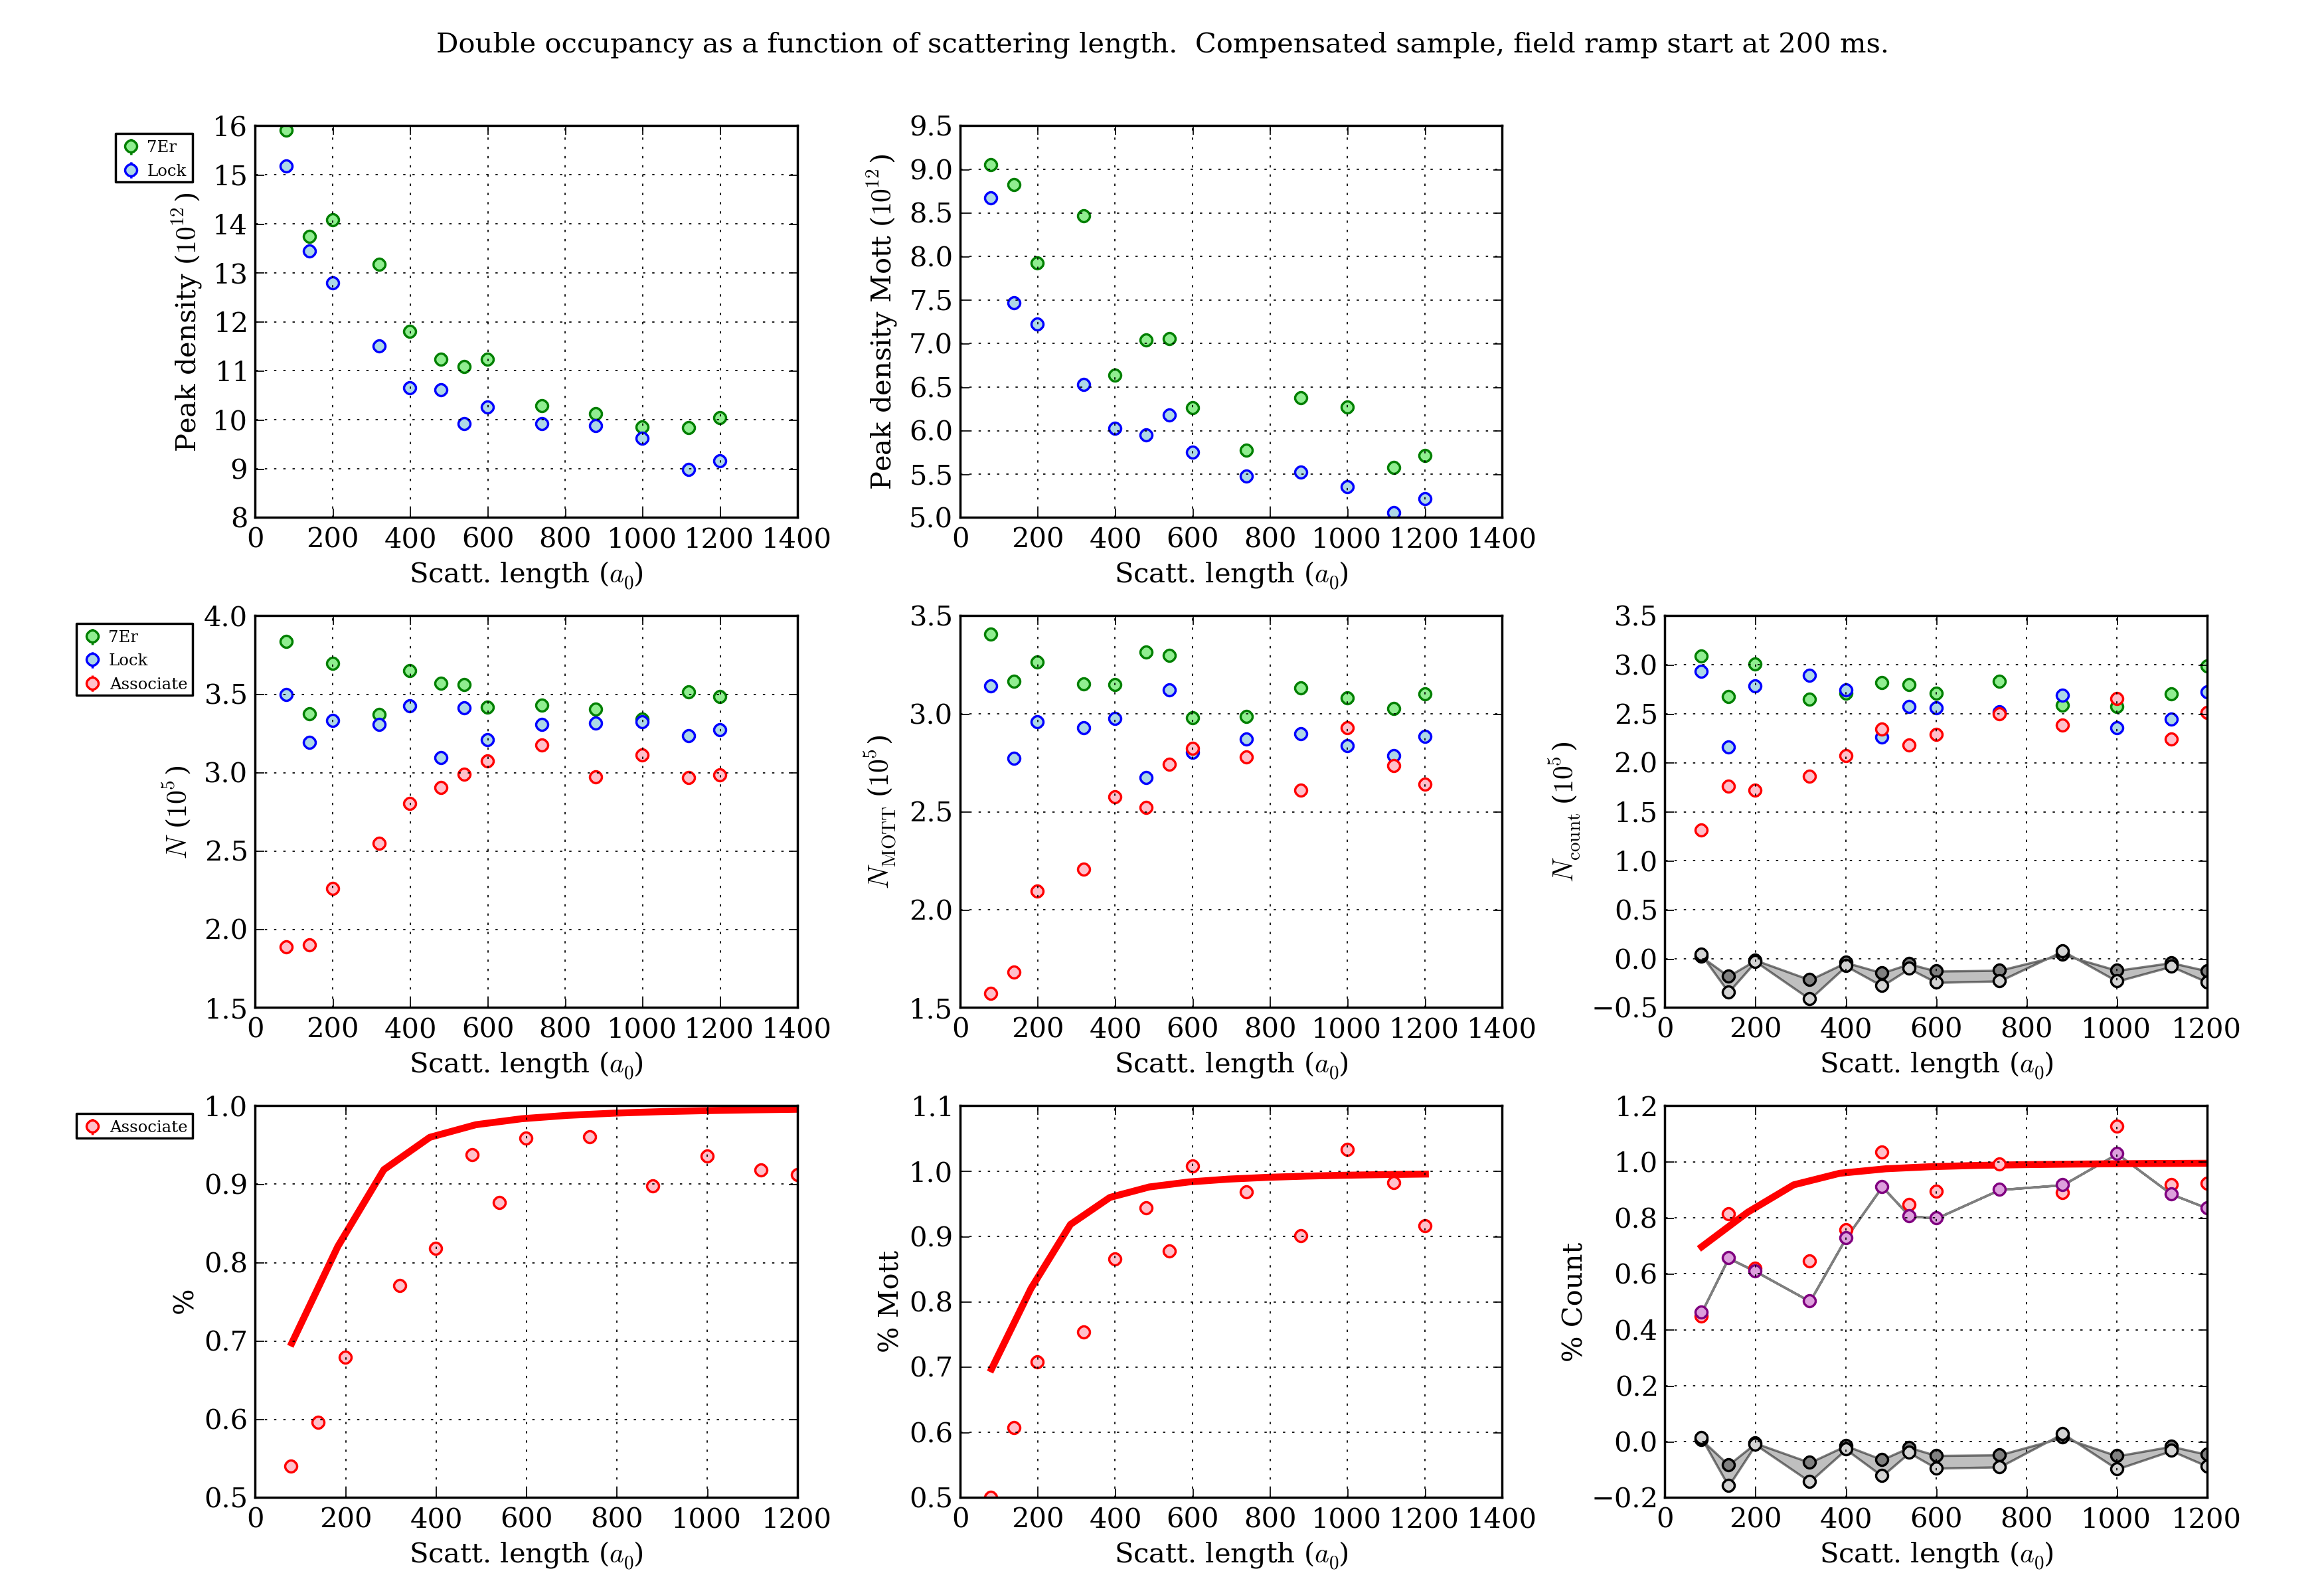 Double occupancy as a function of scattering length.  Compensated sample, field ramp start at 200 ms.
7Er
Lock
Peak density (10^12)
16
15
14
13
12
11
10
9
8
0 200 400 600 800 1000 1200 1400
Scatt. length (a_0)
Peak density Mott (10^12)
9.5
9.0
8.5
8.0
7.5
7.0
6.5
6.0
5.5
5.0
0 200 400 600 800 1000 1200 1400
Scatt. length (a_0)
7Er
Lock
Associate
N (10^5)
4.0
3.5
3.0
2.5
2.0
1.5
0 200 400 600 800 1000 1200 1400
Scatt. length (a_0)
N_MOTT (10^5)
3.5
3.0
2.5
2.0
1.5
0 200 400 600 800 1000 1200 1400
Scatt. length (a_0)
N_count (10^5)
3.5
3.0
2.5
2.0
1.5
1.0
0.5
0.0
−0.5
0 200 400 600 800 1000 1200
Scatt. length (a_0)
Associate
%
1.0
0.9
0.8
0.7
0.6
0.5
0 200 400 600 800 1000 1200
Scatt. length (a_0)
% Mott
1.1
1.0
0.9
0.8
0.7
0.6
0.5
0 200 400 600 800 1000 1200 1400
Scatt. length (a_0)
% Count
1.2
1.0
0.8
0.6
0.4
0.2
0.0
−0.2
0 200 400 600 800 1000 1200
Scatt. length (a_0)